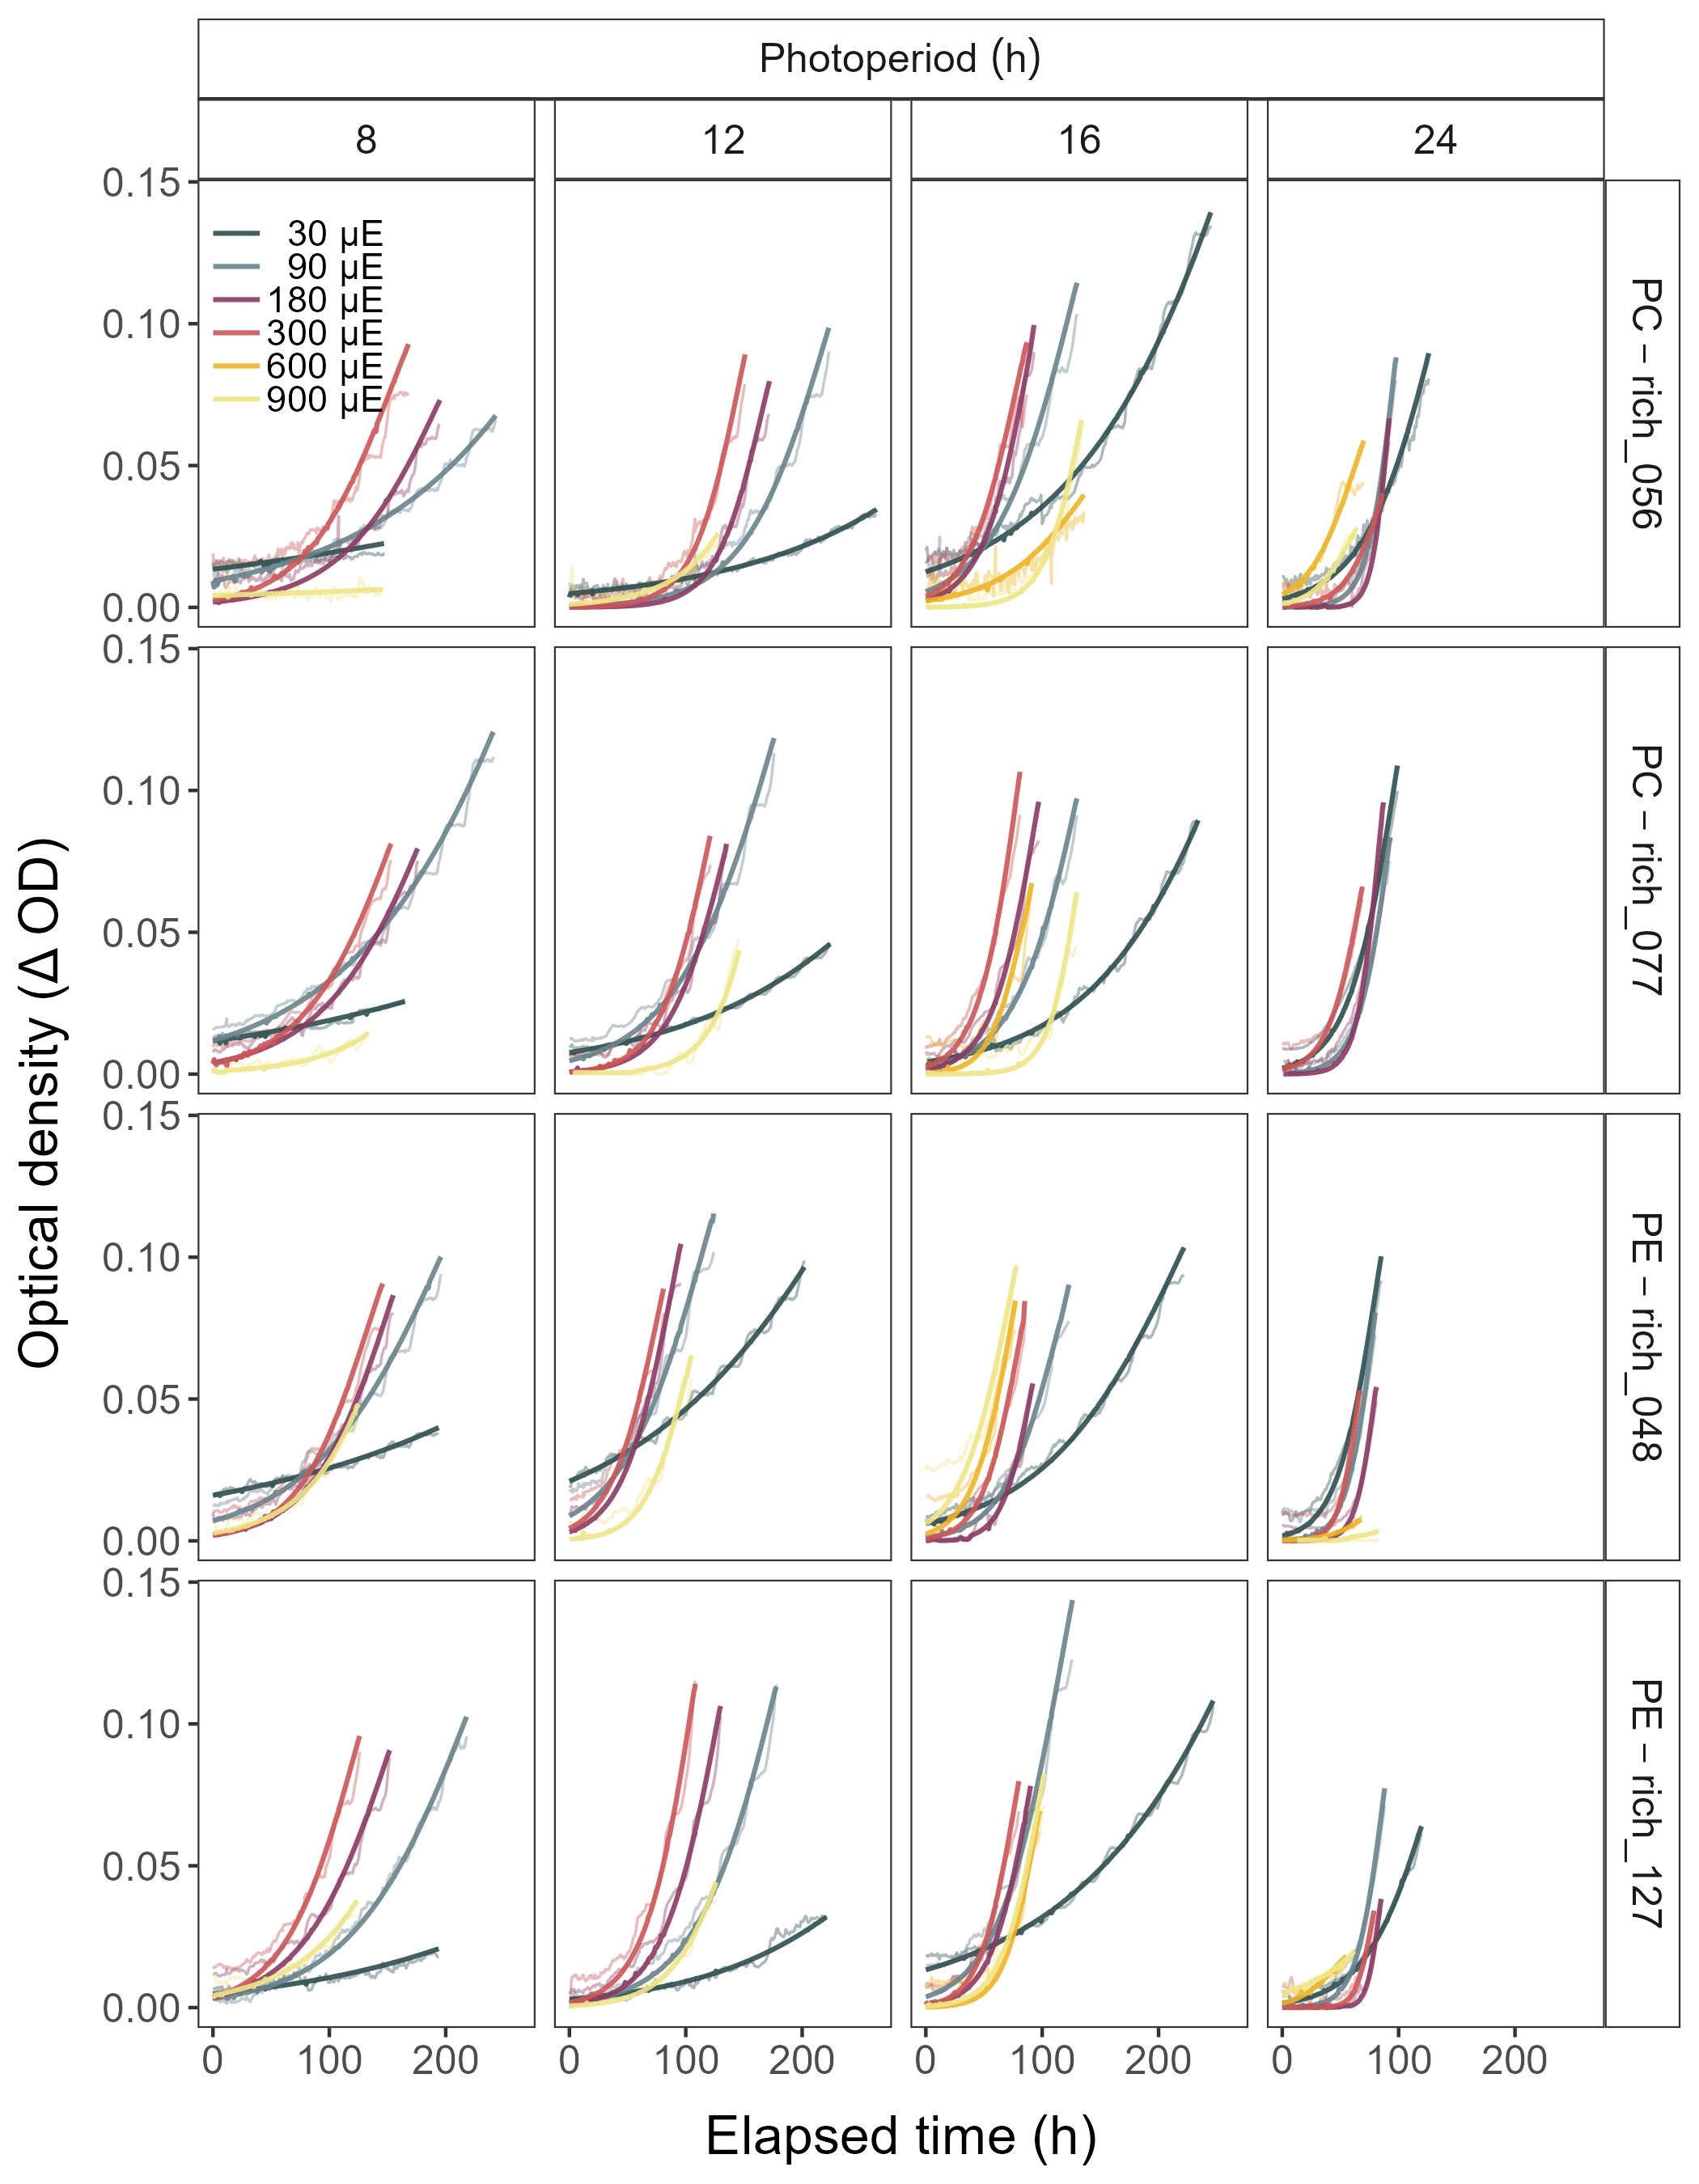 Photoperiod (h)
8 12 16 24
0.15
0.10
0.05
0.00
30 µE
90 µE
180 µE
300 µE
600 µE
900 µE
PC – rich_056
0.15
0.10
0.05
0.00
PC – rich_077
0.15
0.10
0.05
0.00
PE – rich_048
0.15
0.10
0.05
0.00
PE – rich_127
Optical density (Δ OD)
0 100 200 0 100 200 0 100 200 0 100 200
Elapsed time (h)